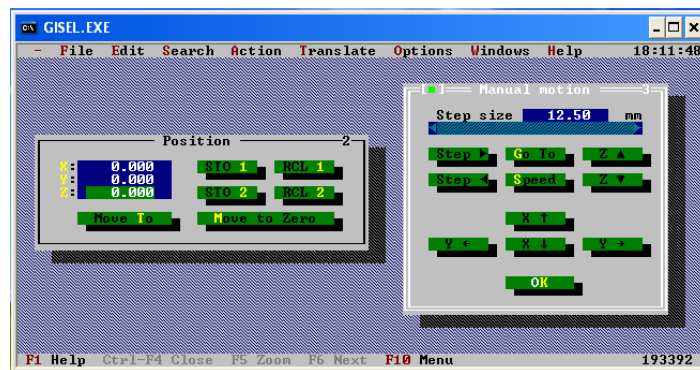 GISEL.EXE
- File Edit Search Action Translate Options Windows Help 18:11:48
Position 2
X: 0.000
Y: 0.000
Z: 0.000
STO 1 RCL 1
STO 2 RCL 2
Move To Move to Zero
[■] Manual motion 3
Step size 12.50 mm
Step ► Go To Z ▲
Step ◄ Speed Z ▼
X ↑
Y ← X ↓ Y →
OK
F1 Help Ctrl-F4 Close F5 Zoom F6 Next F10 Menu 193392